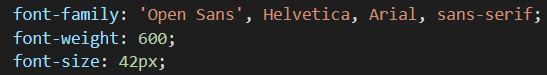 font-family: 'Open Sans', Helvetica, Arial, sans-serif;
font-weight: 600;
font-size: 42px;